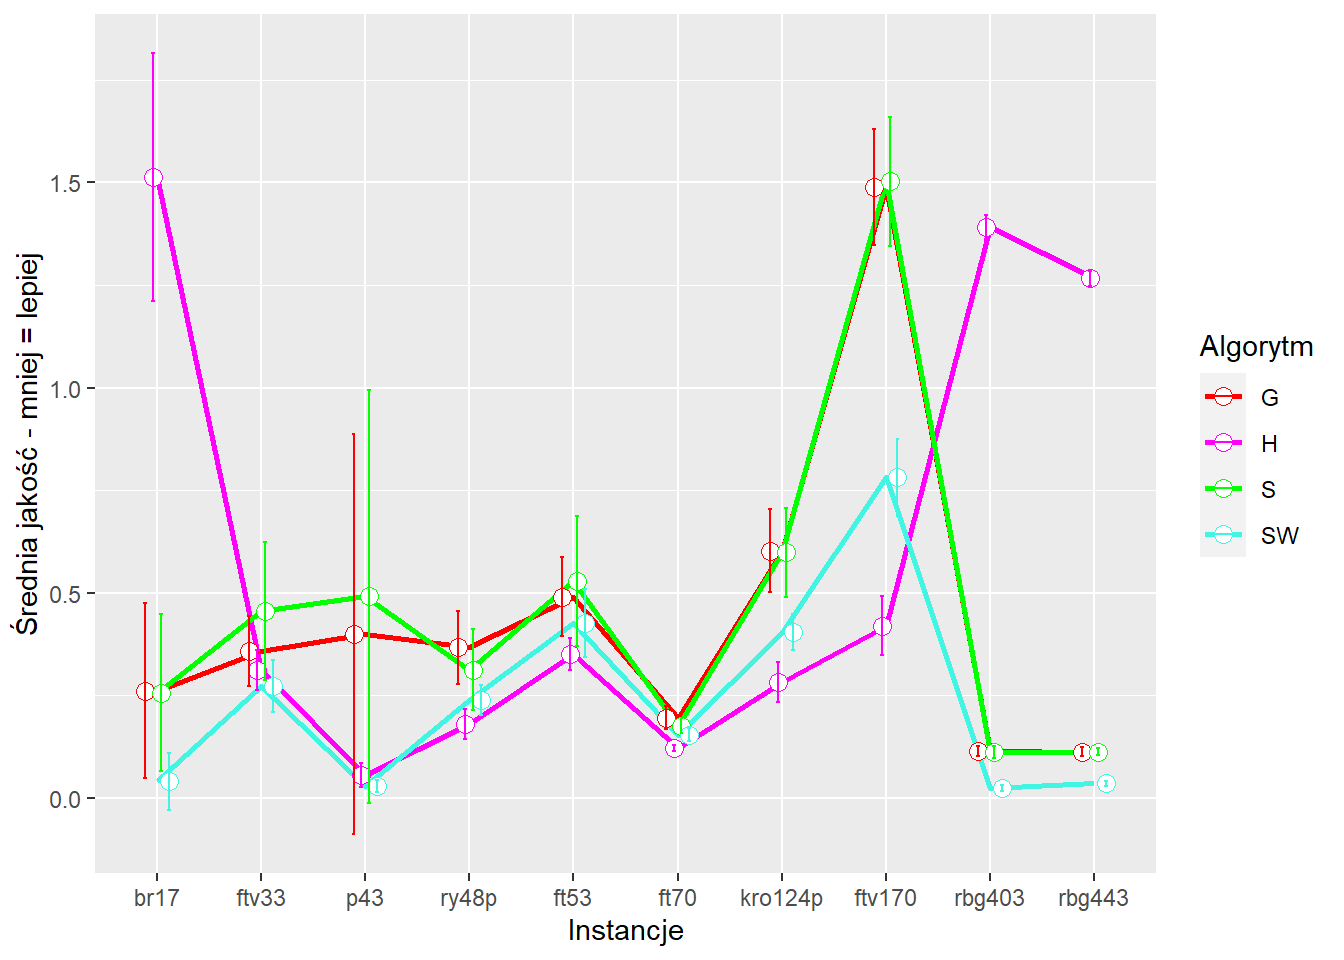 Średnia jakość - mniej = lepiej
1.5
1.0
0.5
0.0
br17 ftv33 p43 ry48p ft53 ft70 kro124p ftv170 rbg403 rbg443
Instancje
Algorytm
G
H
S
SW